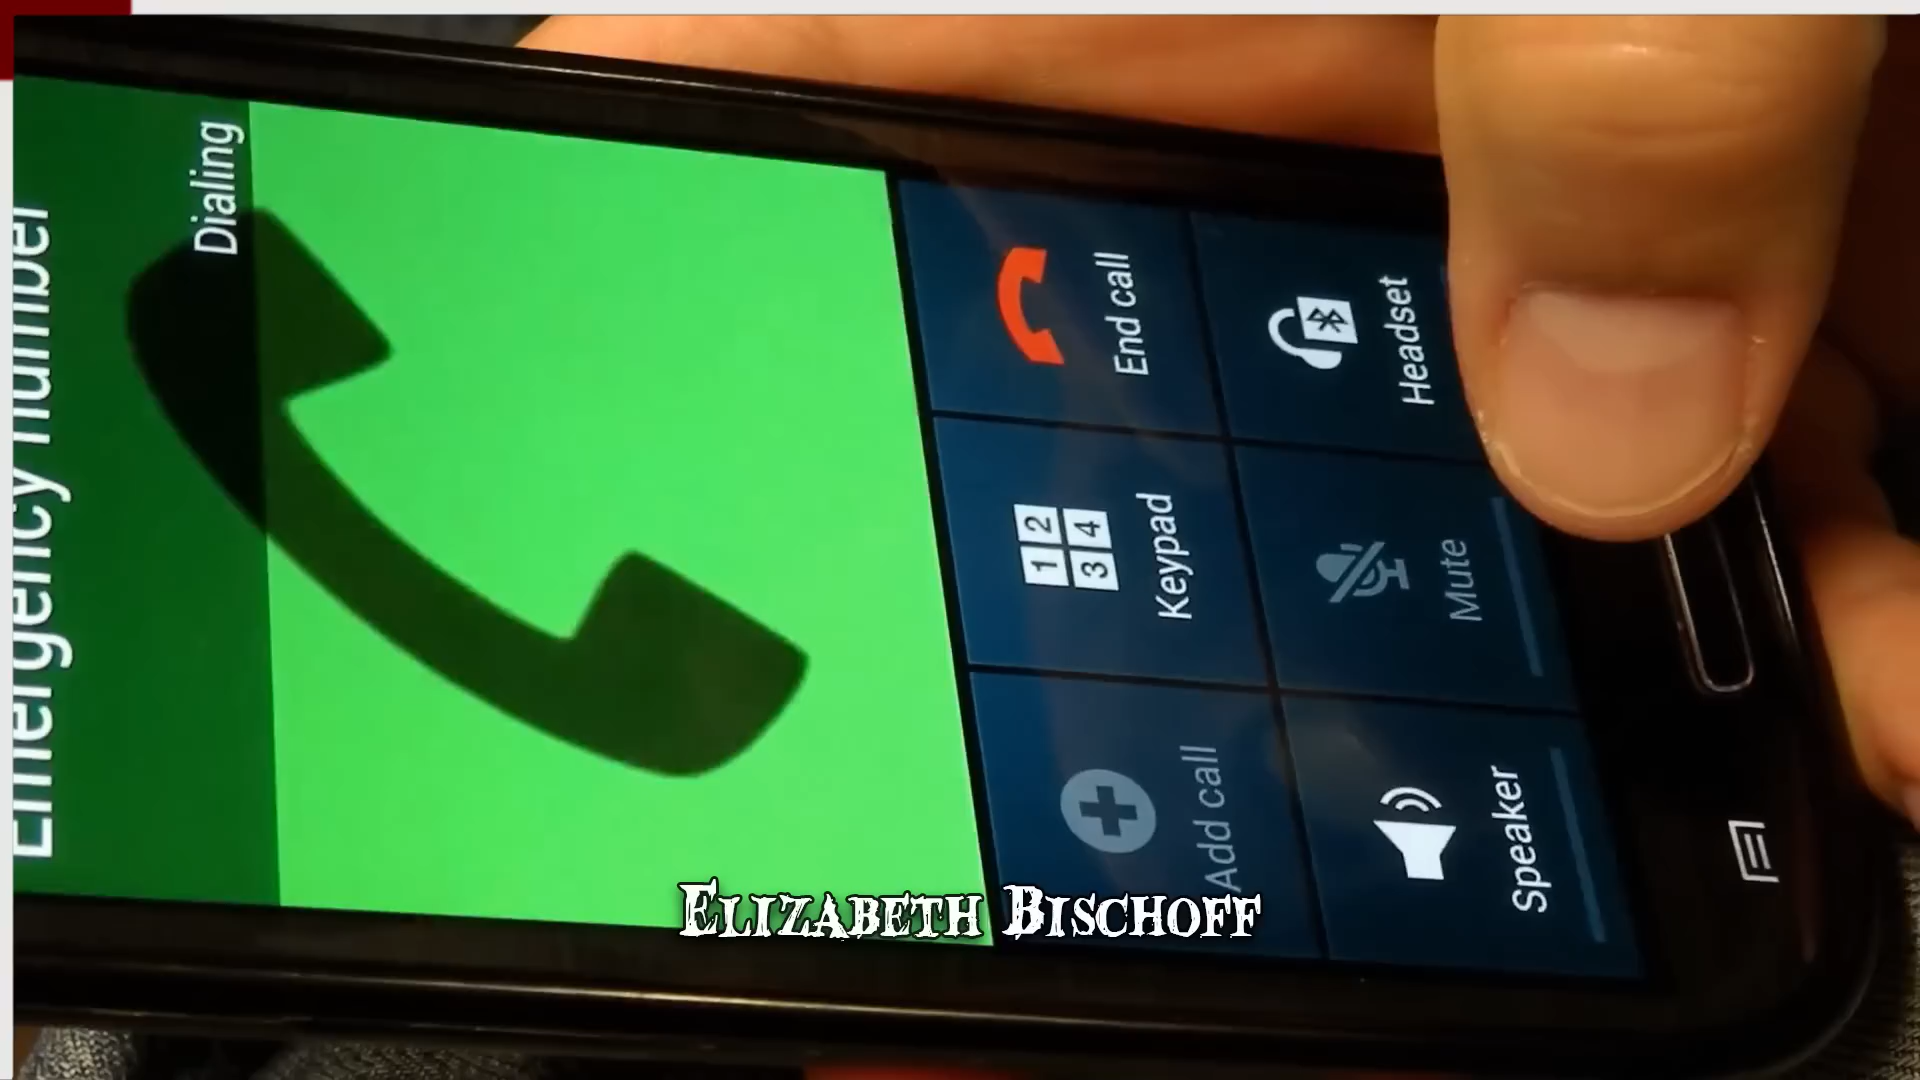 Emergency number
Dialing
End call
Keypad
Add call
1 2
3 4
Headset
Mute
Speaker
Elizabeth Bischoff